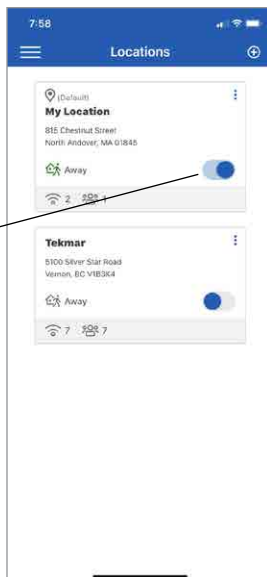 7:58
Locations
(Default)
My Location
815 Chestnut Street
North Andover, MA 01845
Away
2 1
Tekmar
5100 Silver Star Road
Vernon, BC V1B3K4
Away
7 7